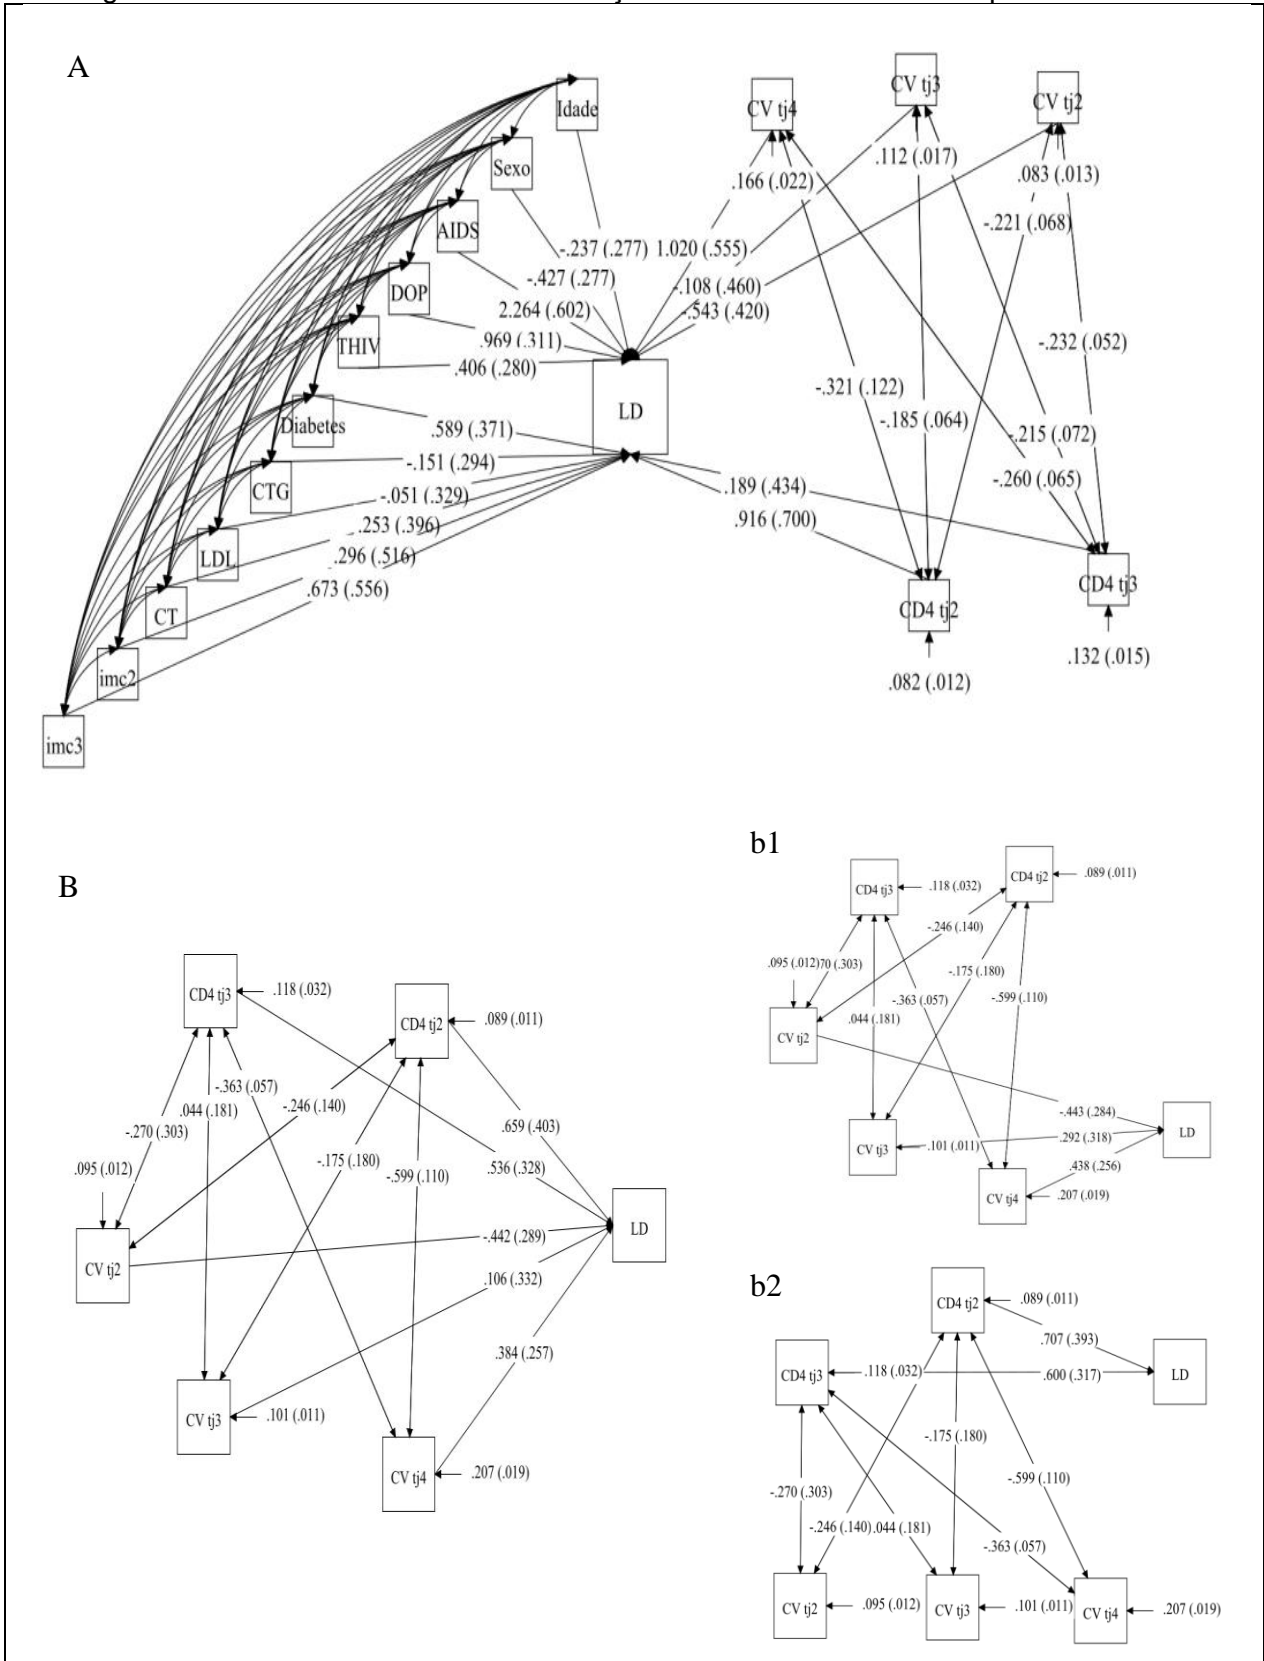 A
Idade
Sexo
AIDS
DOP
THIV
Diabetes
CTG
LDL
CT
imc2
imc3
CV tj4
CV tj3
CV tj2
.166 (.022)
.112 (.017)
.083 (.013)
-.221 (.068)
-.237 (.277)
1.020 (.555)
-.427 (.277)
-.108 (.460)
2.264 (.602)
-.543 (.420)
.969 (.311)
.406 (.280)
-.232 (.052)
LD
-.321 (.122)
-.185 (.064)
.589 (.371)
-.215 (.072)
-.151 (.294)
-.260 (.065)
.189 (.434)
-.051 (.329)
.916 (.700)
.253 (.396)
.296 (.516)
.673 (.556)
CD4 tj2
CD4 tj3
.082 (.012)
.132 (.015)
B
CD4 tj3
.118 (.032)
CD4 tj2
.089 (.011)
-.363 (.057)
.044 (.181)
-.246 (.140)
-.270 (.303)
.659 (.403)
-.175 (.180)
.095 (.012)
.536 (.328)
-.599 (.110)
LD
-.442 (.289)
CV tj2
.106 (.332)
.384 (.257)
CV tj3
.101 (.011)
CV tj4
.207 (.019)
b1
CD4 tj3
.118 (.032)
CD4 tj2
.089 (.011)
-.246 (.140)
.095 (.012)
70 (.303)
-.175 (.180)
-.363 (.057)
-.599 (.110)
.044 (.181)
CV tj2
-.443 (.284)
.292 (.318)
LD
CV tj3
.101 (.011)
.438 (.256)
CV tj4
.207 (.019)
b2
CD4 tj2
.089 (.011)
.707 (.393)
CD4 tj3
.118 (.032)
.600 (.317)
LD
-.175 (.180)
-.599 (.110)
-.270 (.303)
-.246 (.140)
.044 (.181)
-.363 (.057)
CV tj2
.095 (.012)
CV tj3
.101 (.011)
CV tj4
.207 (.019)